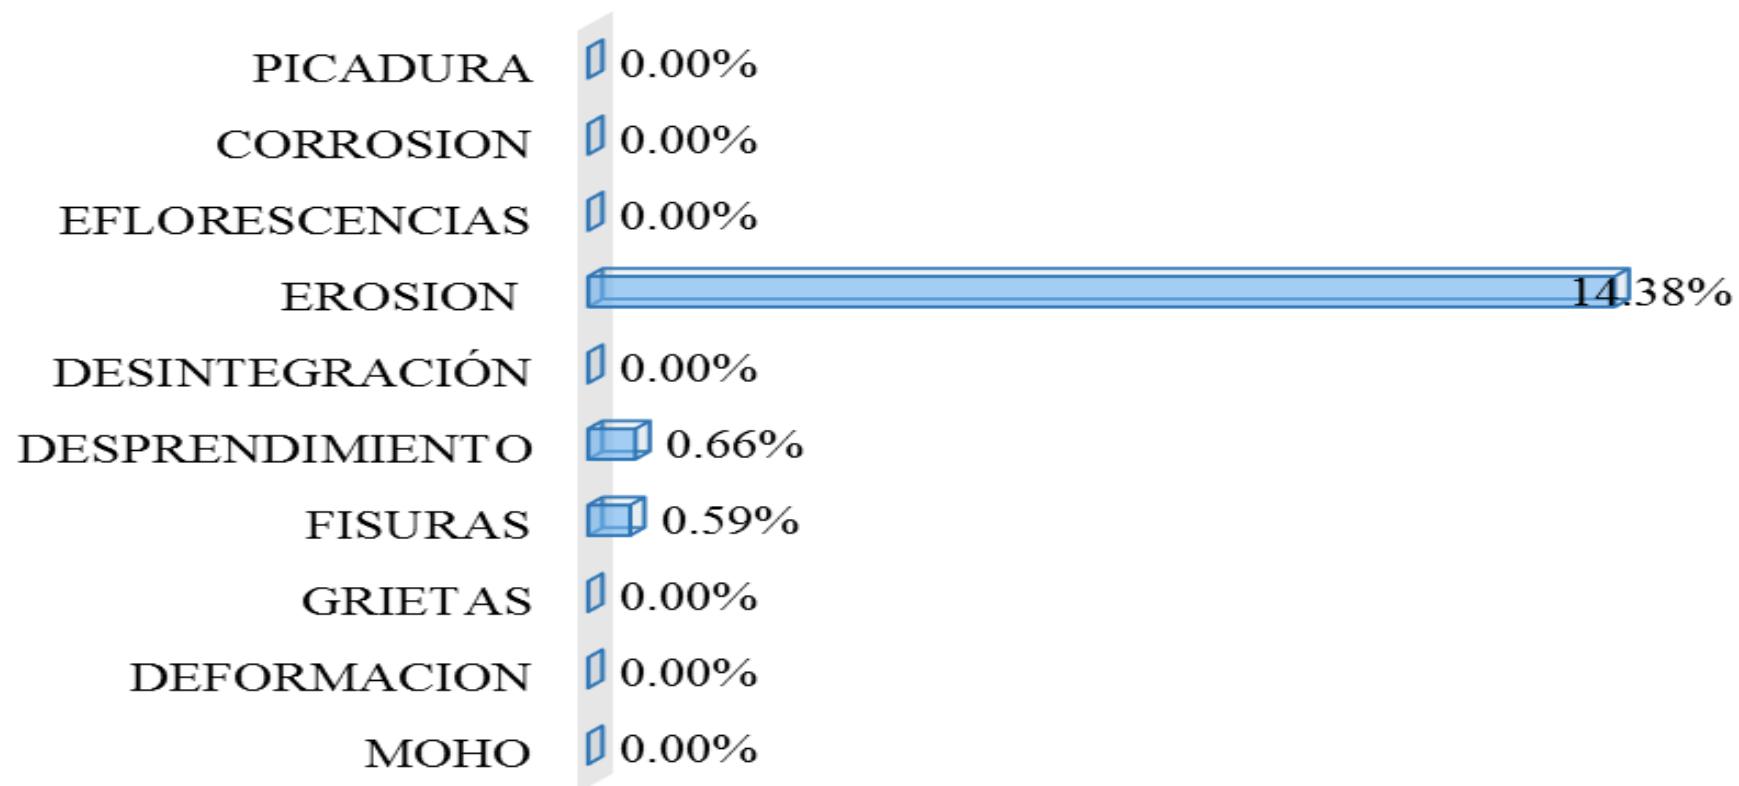 PICADURA 0.00%
CORROSION 0.00%
EFLORESCENCIAS 0.00%
EROSION 14.38%
DESINTEGRACIÓN 0.00%
DESPRENDIMIENTO 0.66%
FISURAS 0.59%
GRIETAS 0.00%
DEFORMACION 0.00%
MOHO 0.00%